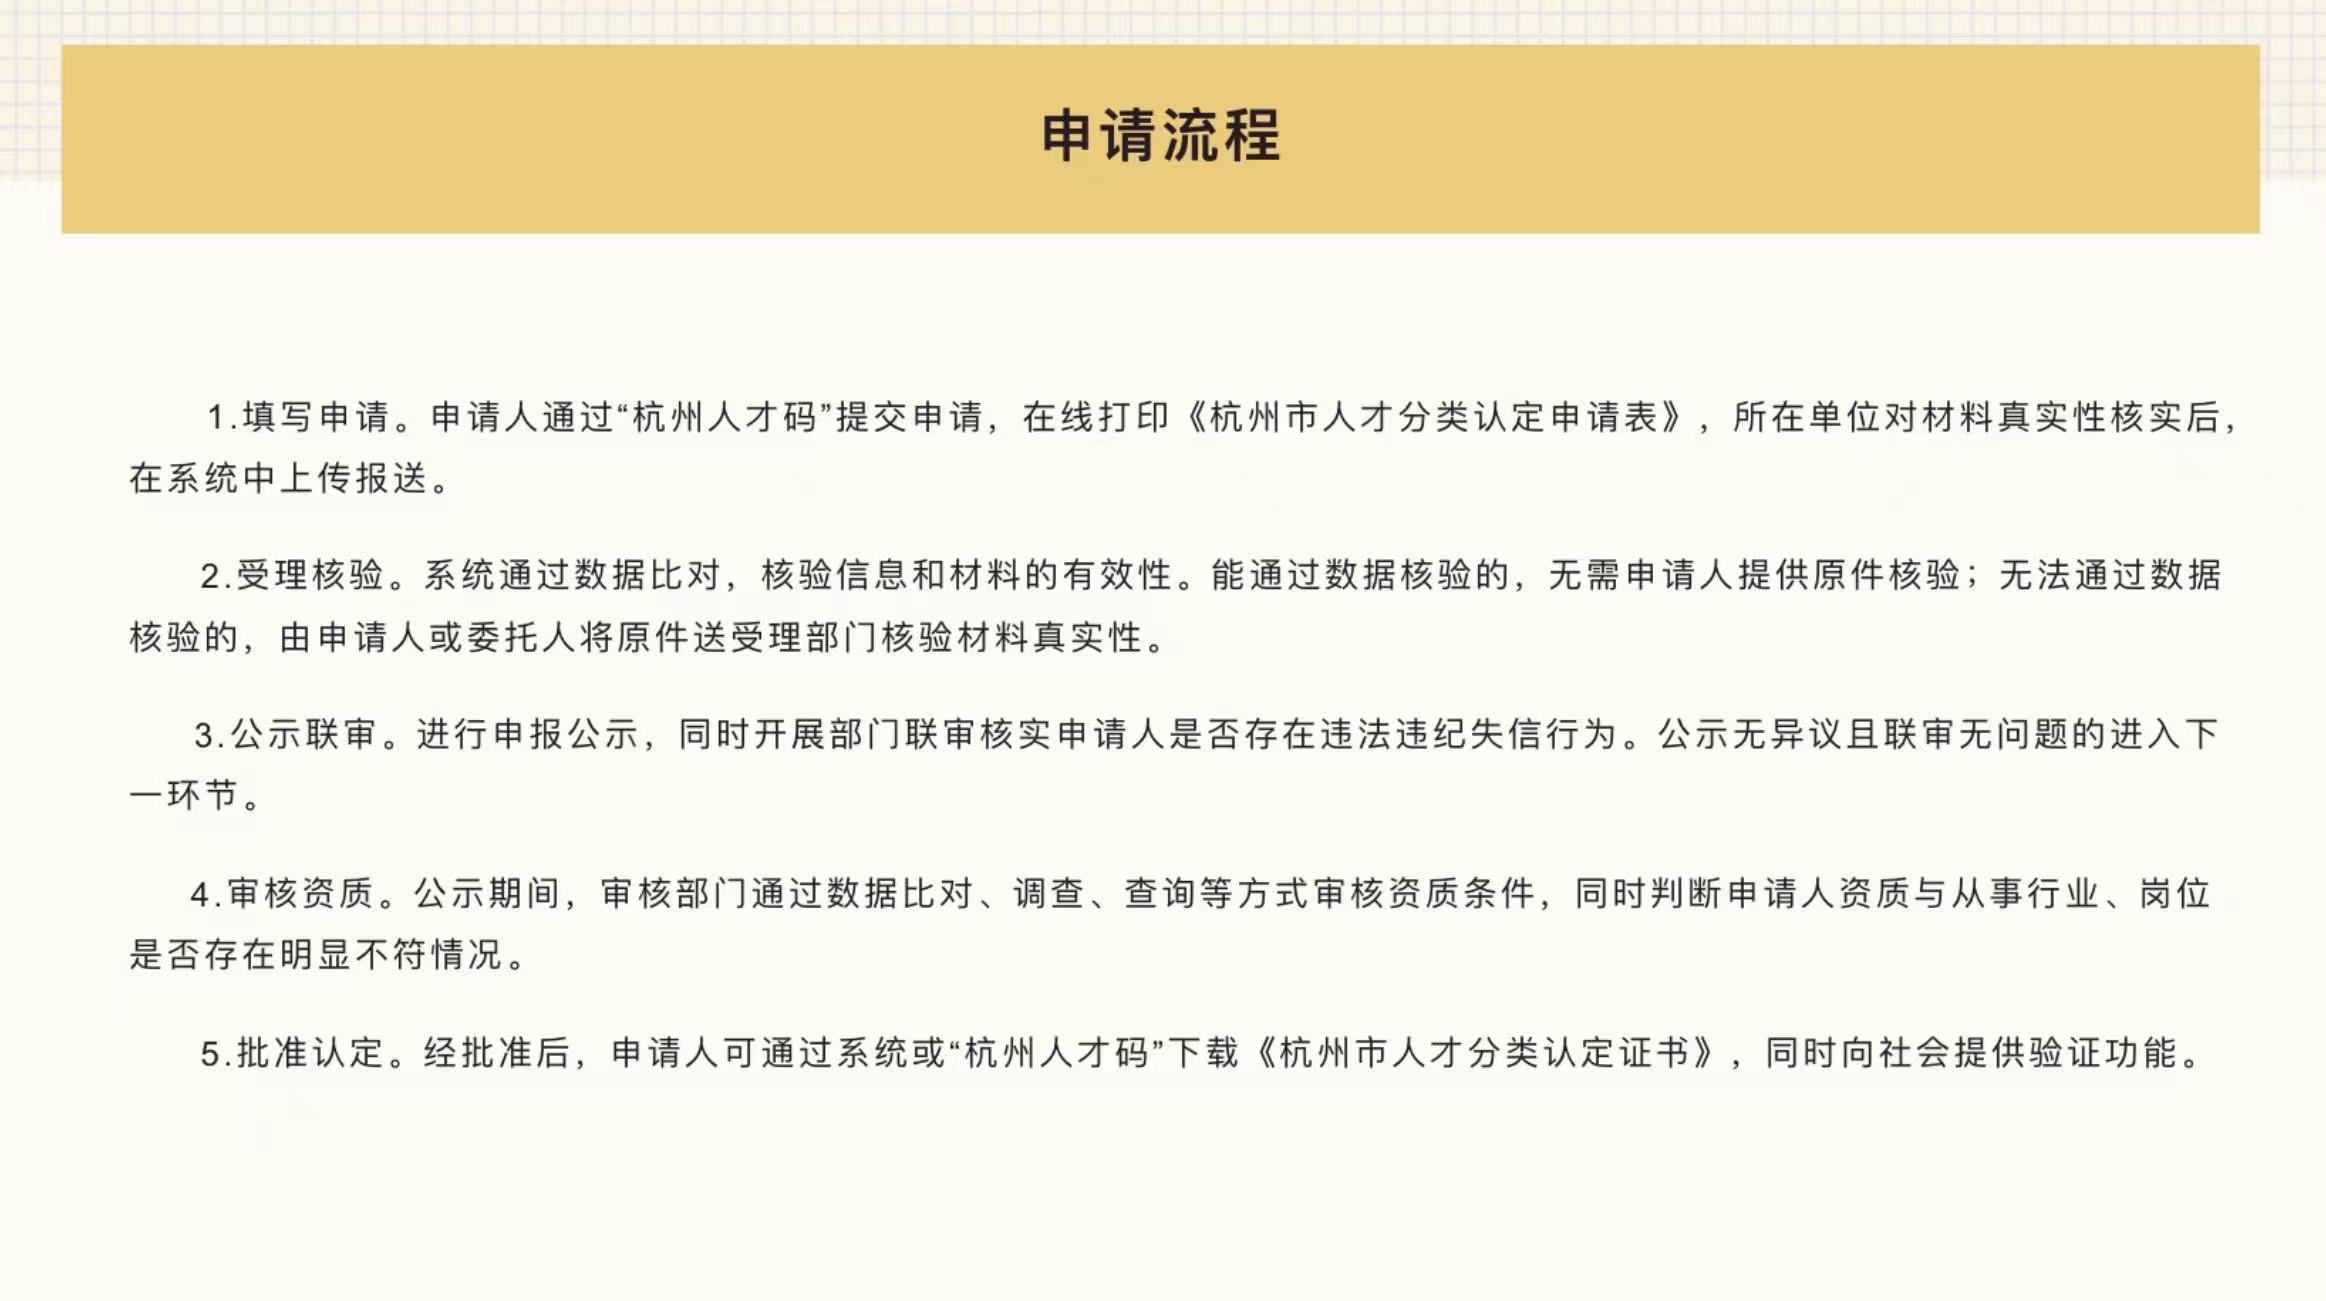 申请流程
1.填写申请。申请人通过“杭州人才码”提交申请，在线打印《杭州市人才分类认定申请表》，所在单位对材料真实性核实后，
在系统中上传报送。
2.受理核验。系统通过数据比对，核验信息和材料的有效性。能通过数据核验的，无需申请人提供原件核验；无法通过数据
核验的，由申请人或委托人将原件送受理部门核验材料真实性。
3.公示联审。进行申报公示，同时开展部门联审核实申请人是否存在违法违纪失信行为。公示无异议且联审无问题的进入下
一环节。
4.审核资质。公示期间，审核部门通过数据比对、调查、查询等方式审核资质条件，同时判断申请人资质与从事行业、岗位
是否存在明显不符情况。
5.批准认定。经批准后，申请人可通过系统或“杭州人才码”下载《杭州市人才分类认定证书》，同时向社会提供验证功能。